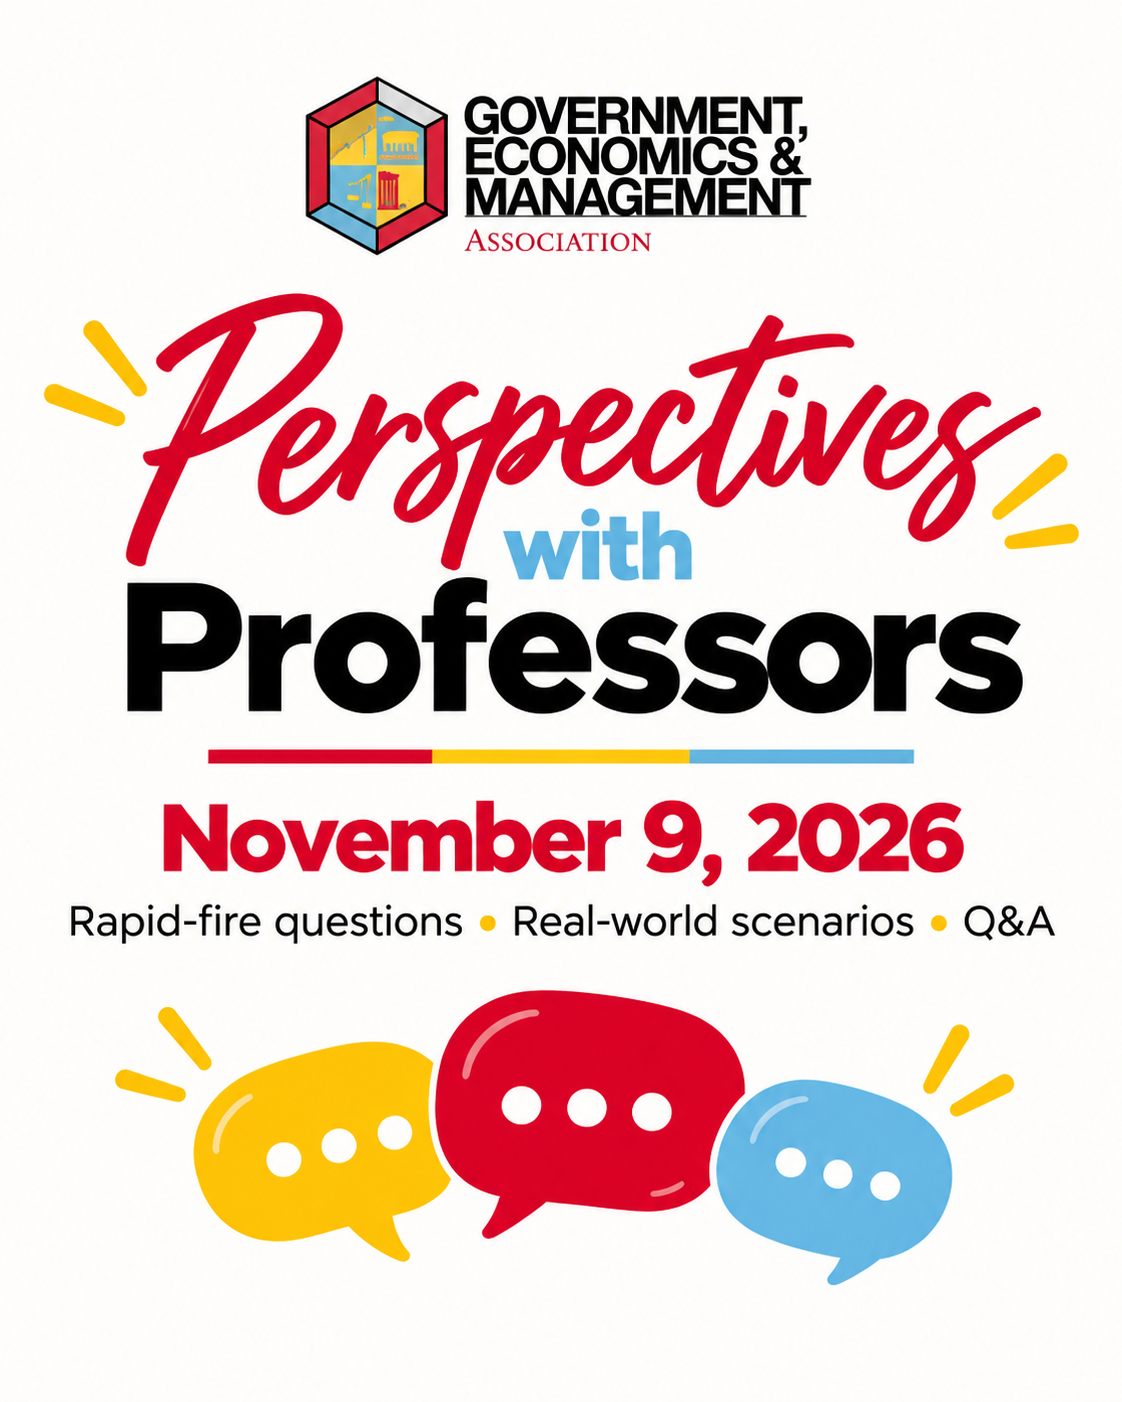 GOVERNMENT,
ECONOMICS &
MANAGEMENT
ASSOCIATION
Perspectives
with
Professors
November 9, 2026
Rapid-fire questions • Real-world scenarios • Q&A